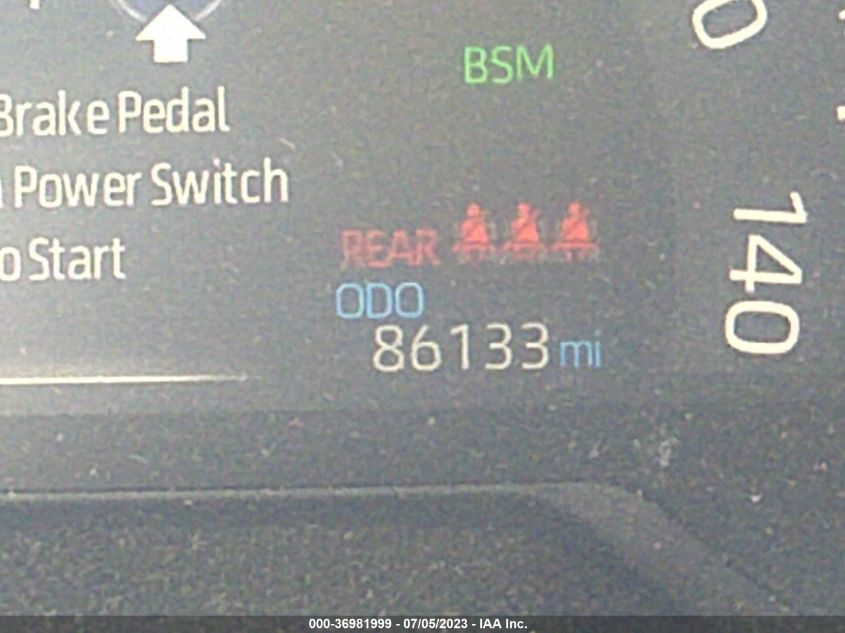 BSM
Brake Pedal
Power Switch
o Start
REAR
ODO
86133 mi
140
000-36981999 - 07/05/2023 - IAA Inc.